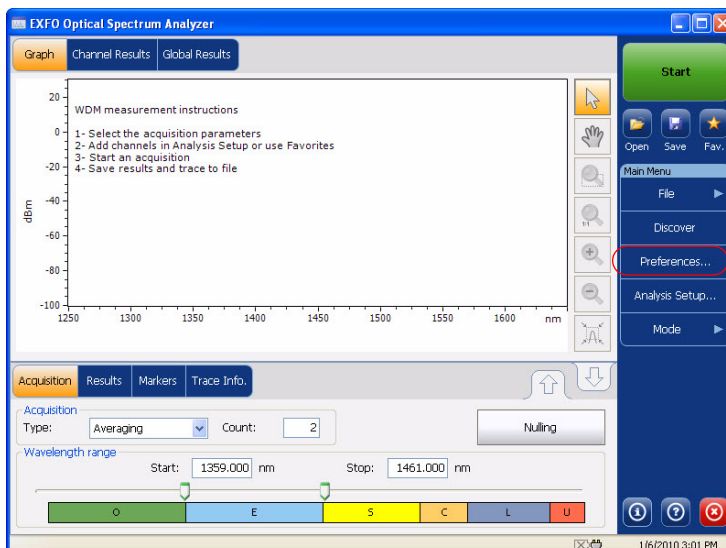 EXFO Optical Spectrum Analyzer
Graph Channel Results Global Results
Start
Open Save Fav.
Main Menu
File
Discover
Preferences...
Analysis Setup...
Mode
WDM measurement instructions
1- Select the acquisition parameters
2- Add channels in Analysis Setup or use Favorites
3- Start an acquisition
4- Save results and trace to file
dBm
20
0
-20
-40
-60
-80
-100
1250 1300 1350 1400 1450 1500 1550 1600 nm
1:1
Acquisition Results Markers Trace Info.
Acquisition
Type: Averaging Count: 2
Nulling
Wavelength range
Start: 1359.000 nm Stop: 1461.000 nm
O E S C L U
1/6/2010 3:01 PM